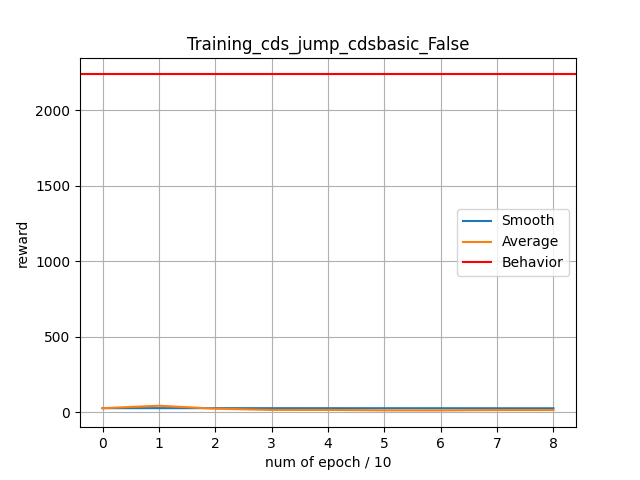 Training_cds_jump_cdsbasic_False
reward
2000
1500
1000
500
0
Smooth
Average
Behavior
0 1 2 3 4 5 6 7 8
num of epoch / 10